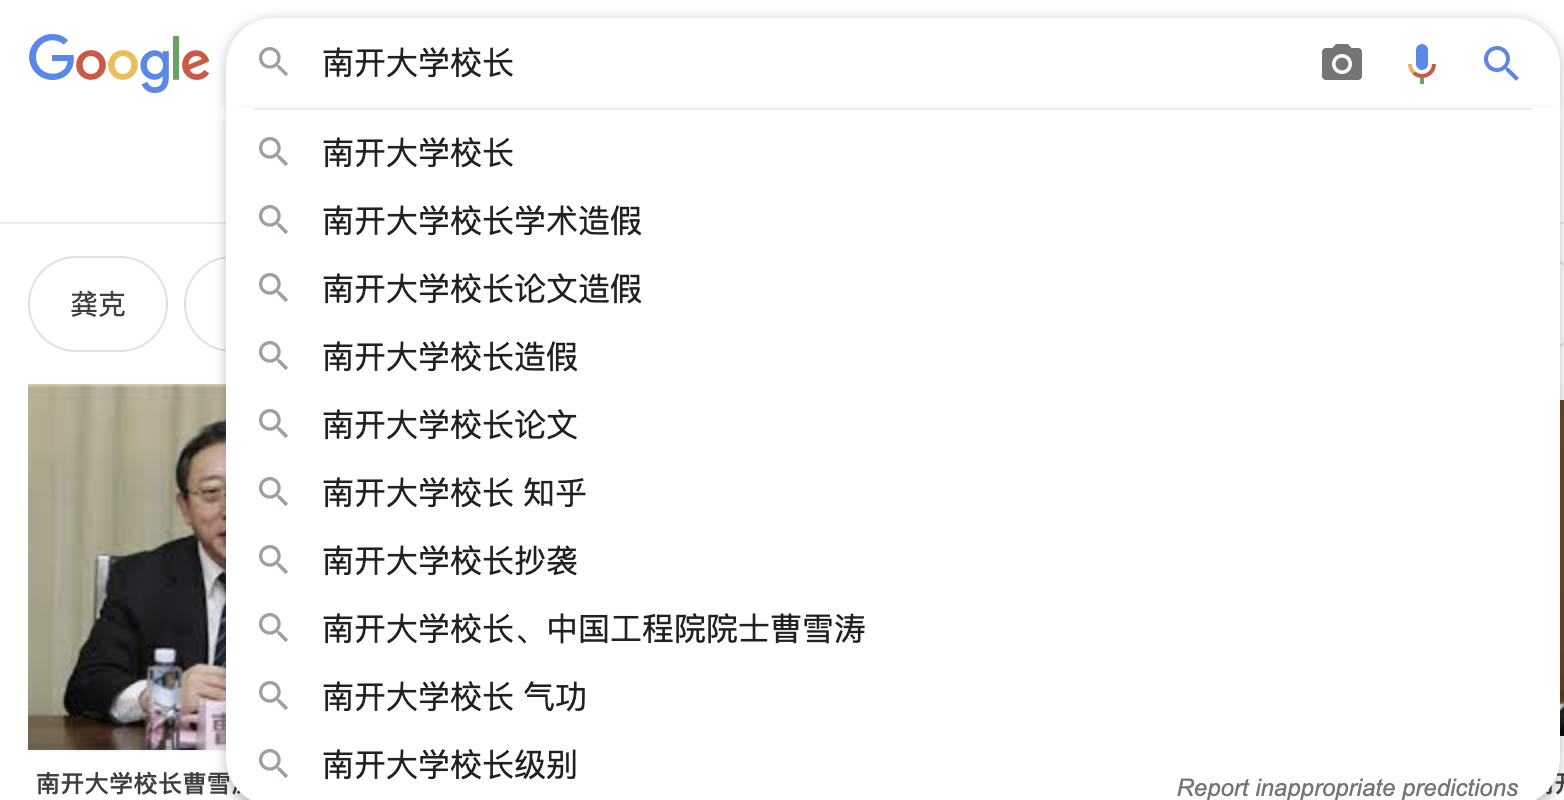 Google
南开大学校长
南开大学校长
南开大学校长学术造假
南开大学校长论文造假
龚克
南开大学校长造假
南开大学校长论文
南开大学校长 知乎
南开大学校长抄袭
南开大学校长、中国工程院院士曹雪涛
南开大学校长 气功
南开大学校长级别
南开大学校长曹雪
Report inappropriate predictions